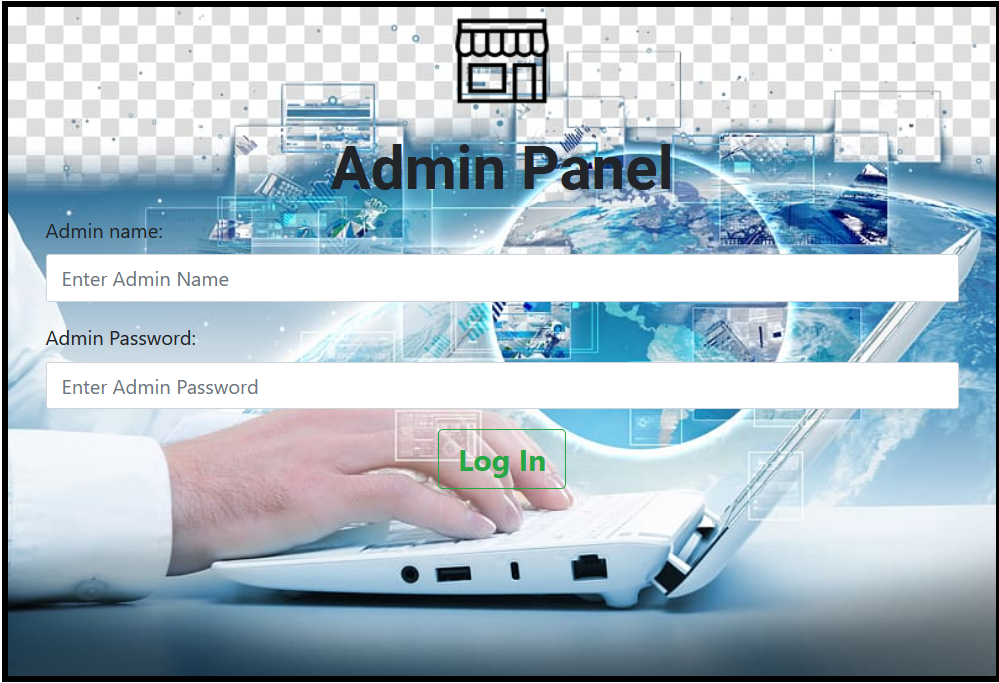 Admin Panel
Admin name:
Enter Admin Name
Admin Password:
Enter Admin Password
Log In